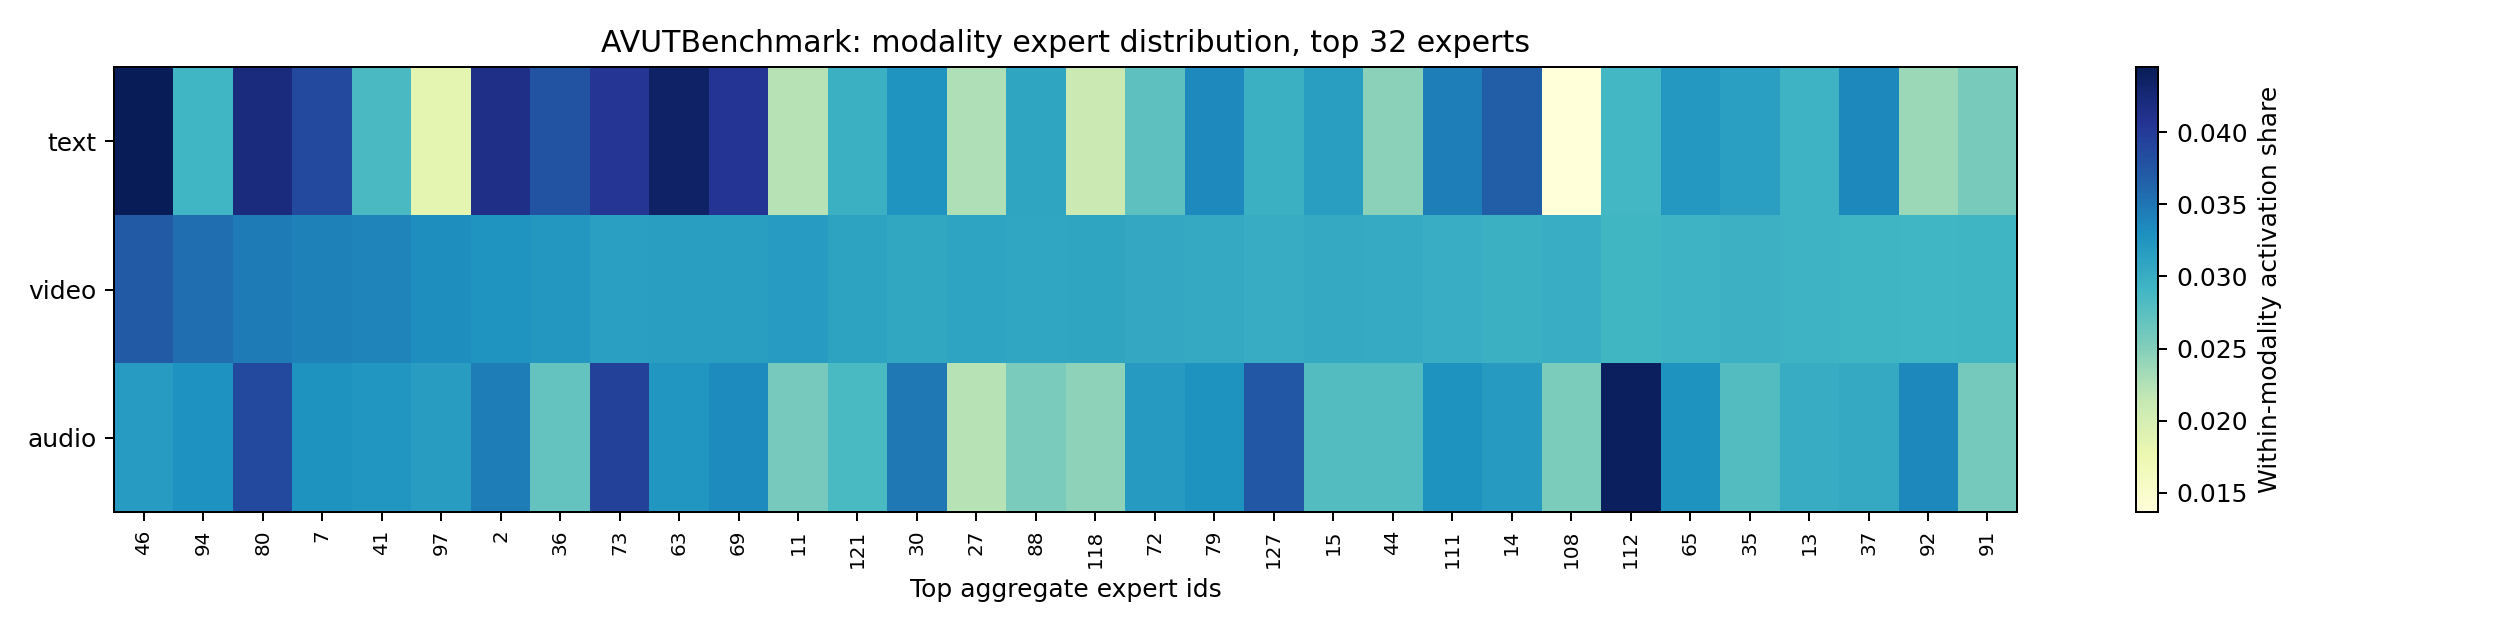 AVUTBenchmark: modality expert distribution, top 32 experts
text
video
audio
46 94 80 7 41 97 2 36 73 63 69 11 121 30 27 88 118 72 79 127 15 44 111 14 108 112 65 35 13 37 92 91
Top aggregate expert ids
0.040
0.035
0.030
0.025
0.020
0.015
Within-modality activation share